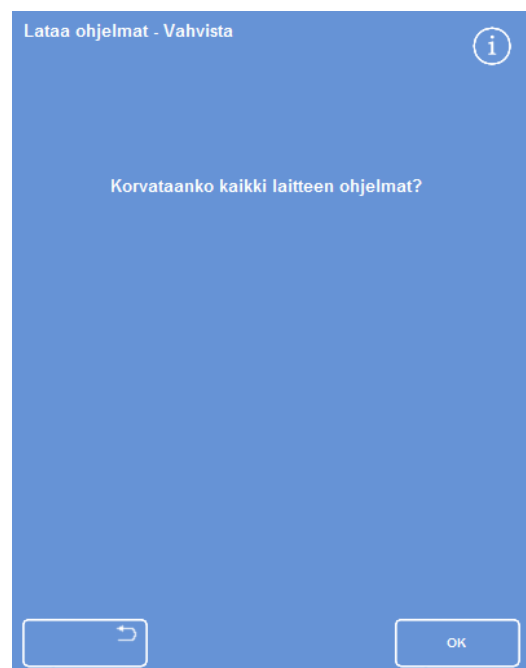 Lataa ohjelmat - Vahvista
i
Korvataanko kaikki laitteen ohjelmat?
OK